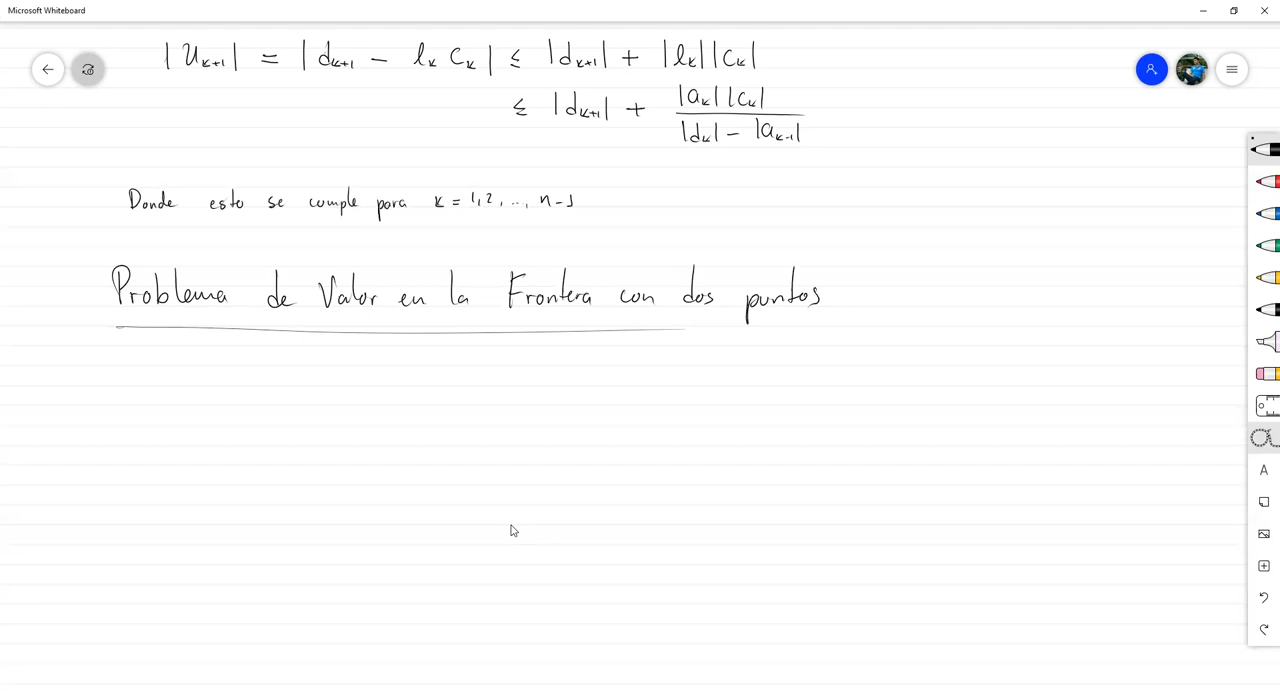 Microsoft Whiteboard
|u_{k+1}| = |d_{k+1} - l_k c_k| ≤ |d_{k+1}| + |l_k||c_k|
≤ |d_{k+1}| + |a_k||c_k| / (|d_k| - |a_{k-1}|)
Donde esto se cumple para k = 1, 2, ..., n-1
Problema de Valor en la Frontera con dos puntos
A